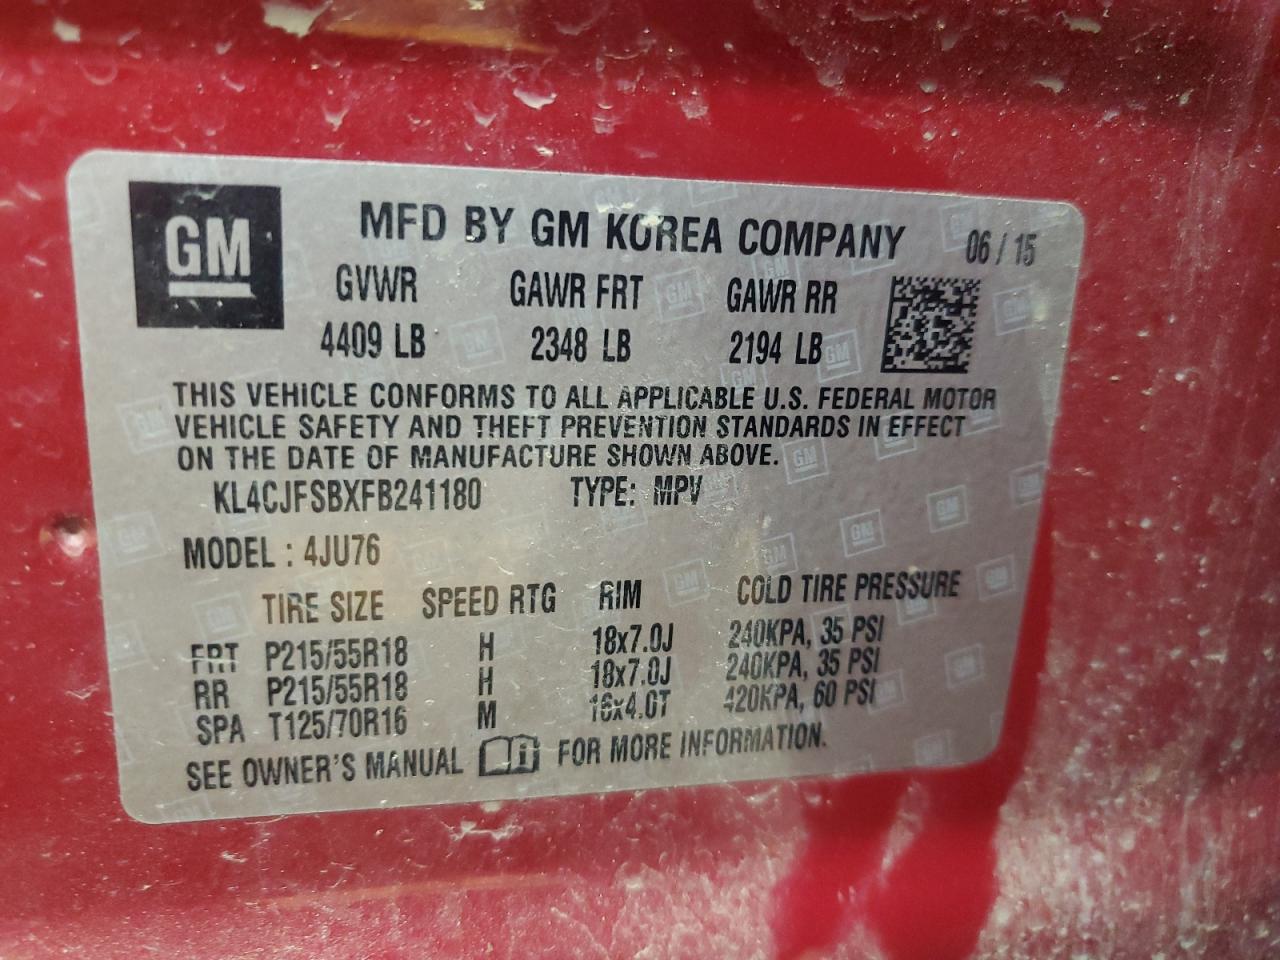 GM
MFD BY GM KOREA COMPANY 06 / 15
GVWR GAWR FRT GAWR RR
4409 LB 2348 LB 2194 LB
THIS VEHICLE CONFORMS TO ALL APPLICABLE U.S. FEDERAL MOTOR
VEHICLE SAFETY AND THEFT PREVENTION STANDARDS IN EFFECT
ON THE DATE OF MANUFACTURE SHOWN ABOVE.
KL4CJFSBXFB241180 TYPE: MPV
MODEL : 4JU76
TIRE SIZE SPEED RTG RIM COLD TIRE PRESSURE
FRT P215/55R18 H 18x7.0J 240KPA, 35 PSI
RR P215/55R18 H 18x7.0J 240KPA, 35 PSI
SPA T125/70R16 M 16x4.0T 420KPA, 60 PSI
SEE OWNER'S MANUAL FOR MORE INFORMATION.